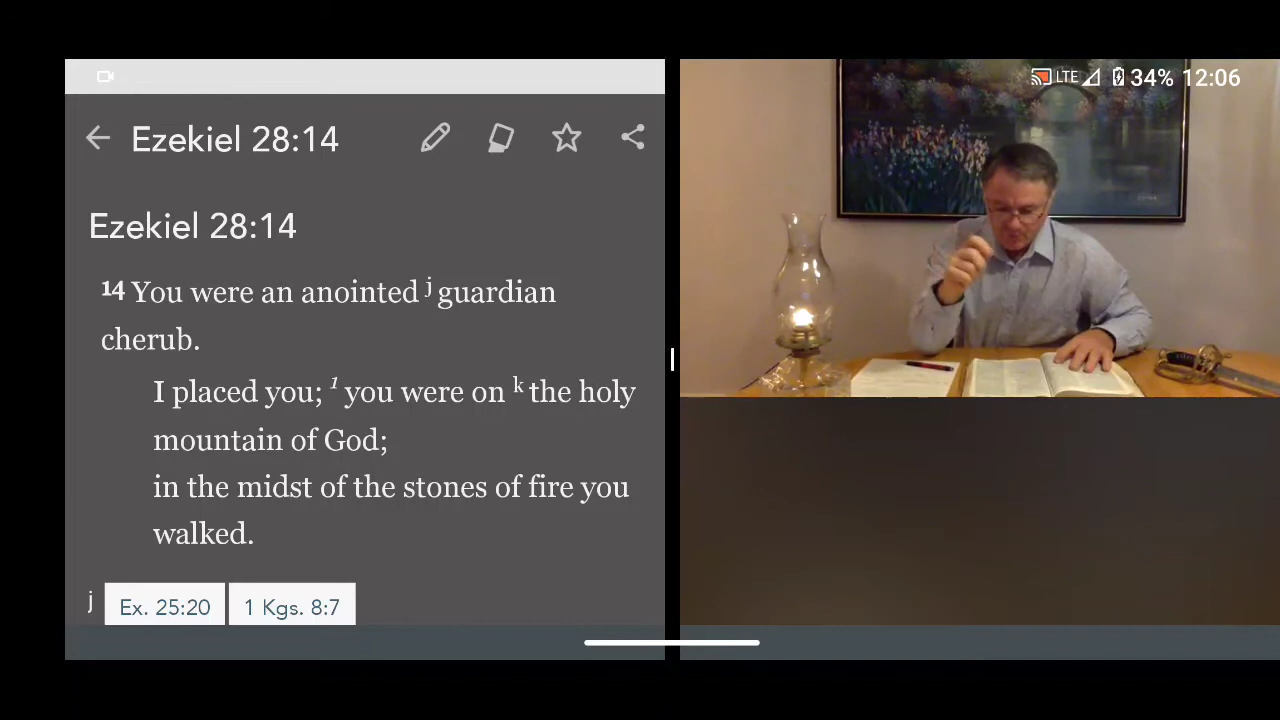 Ezekiel 28:14
Ezekiel 28:14
14 You were an anointed j guardian
cherub.
I placed you; 1 you were on k the holy
mountain of God;
in the midst of the stones of fire you
walked.
j Ex. 25:20 1 Kgs. 8:7
LTE 34% 12:06